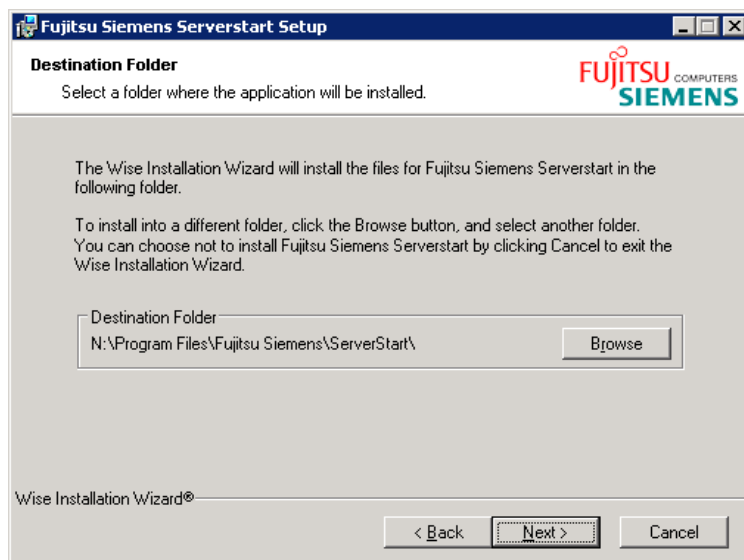 Fujitsu Siemens Serverstart Setup
Destination Folder
Select a folder where the application will be installed.
FUJITSU COMPUTERS
SIEMENS
The Wise Installation Wizard will install the files for Fujitsu Siemens Serverstart in the
following folder.
To install into a different folder, click the Browse button, and select another folder.
You can choose not to install Fujitsu Siemens Serverstart by clicking Cancel to exit the
Wise Installation Wizard.
Destination Folder
N:\Program Files\Fujitsu Siemens\ServerStart\
Browse
Wise Installation Wizard®
< Back
Next >
Cancel